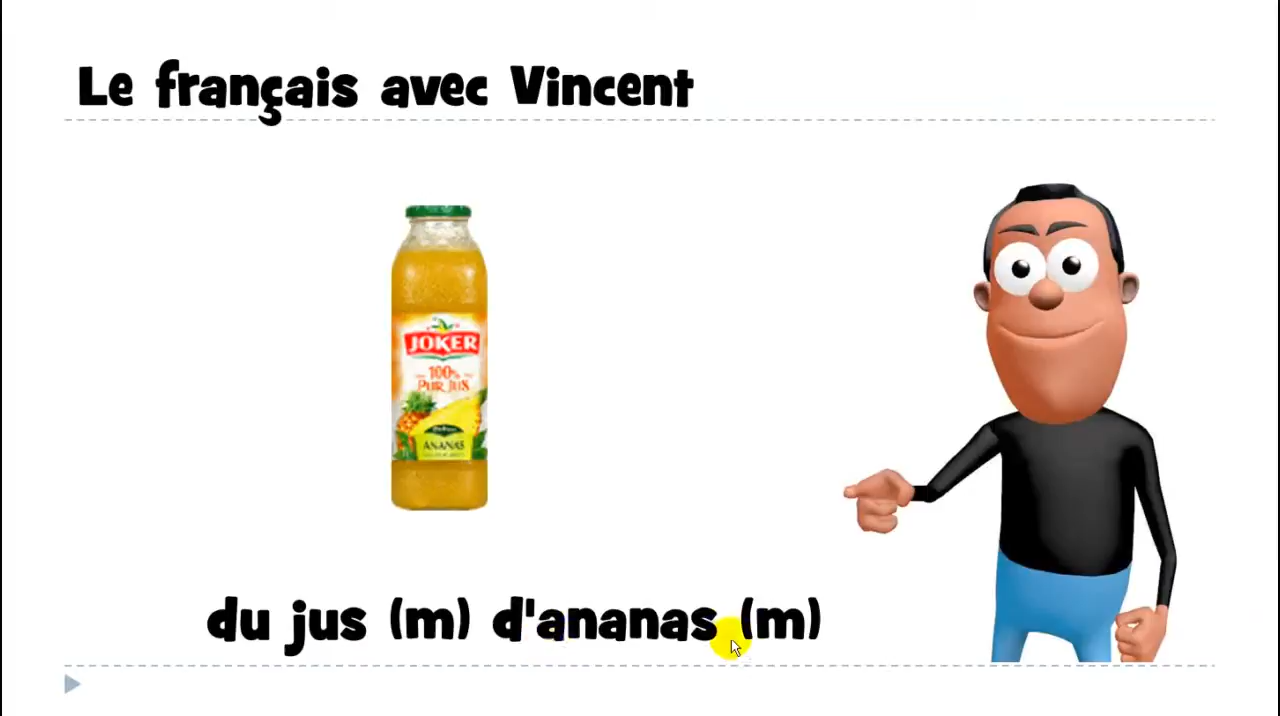 Le français avec Vincent
JOKER
100%
PUR JUS
ANANAS
du jus (m) d'ananas (m)